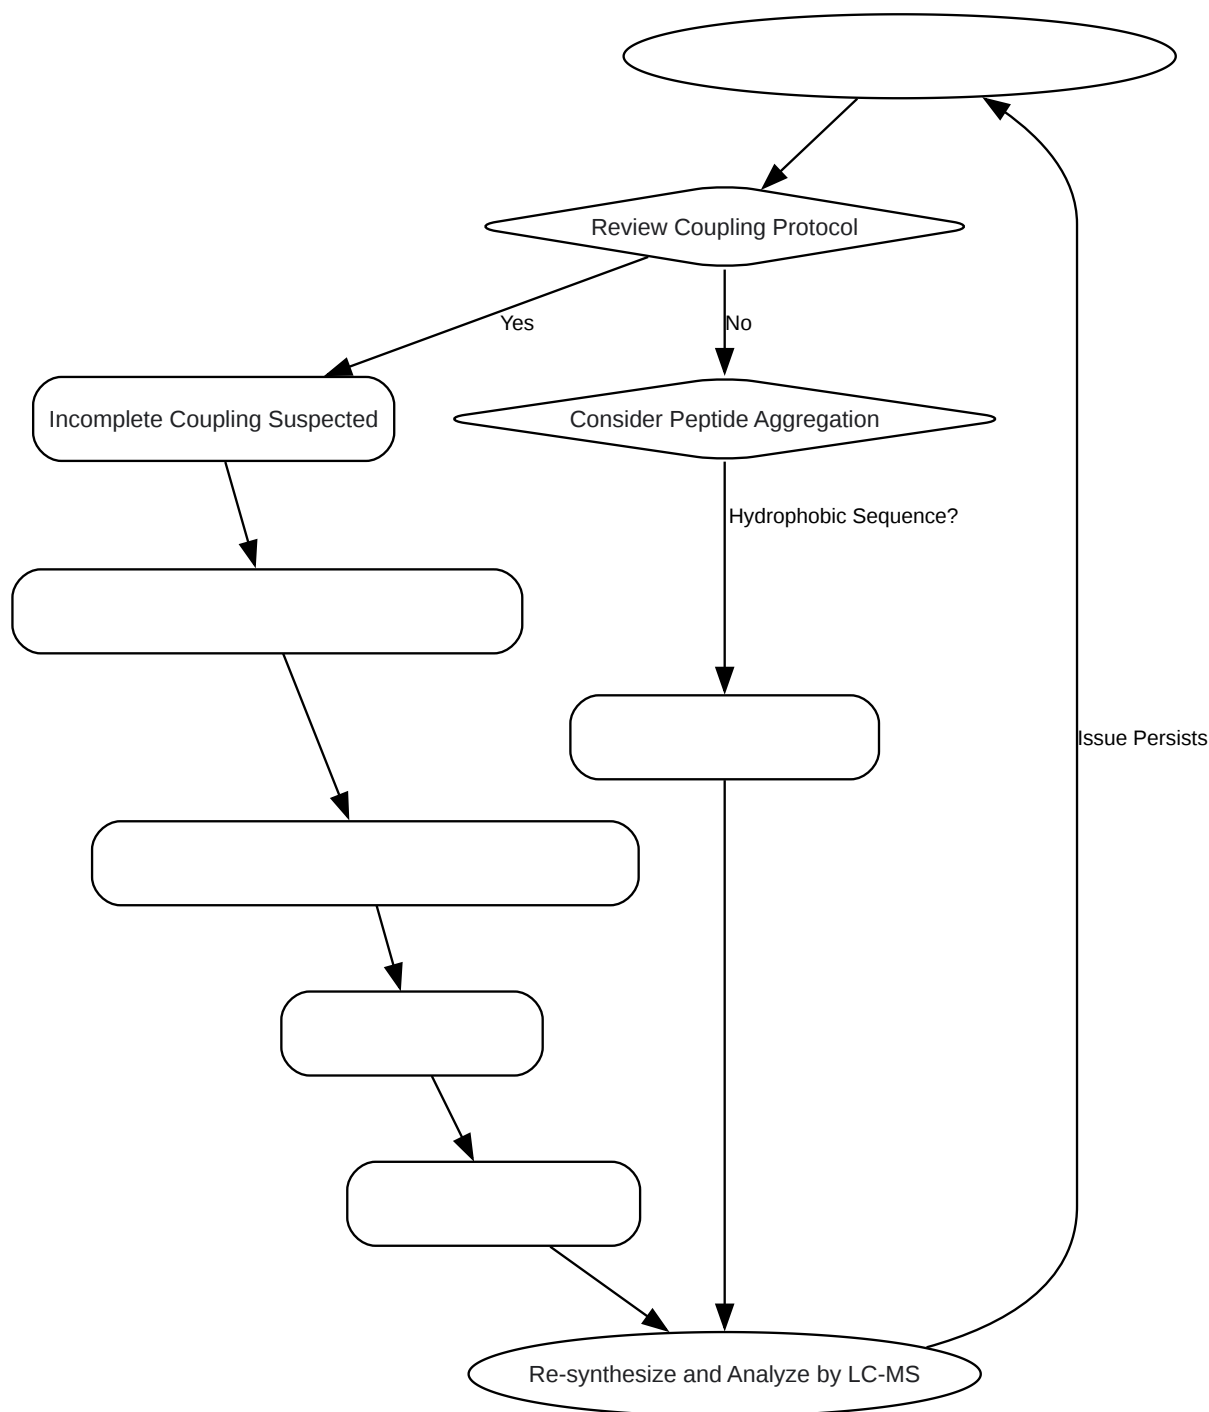 Review Coupling Protocol
Yes
No
Incomplete Coupling Suspected
Consider Peptide Aggregation
Hydrophobic Sequence?
Issue Persists
Re-synthesize and Analyze by LC-MS